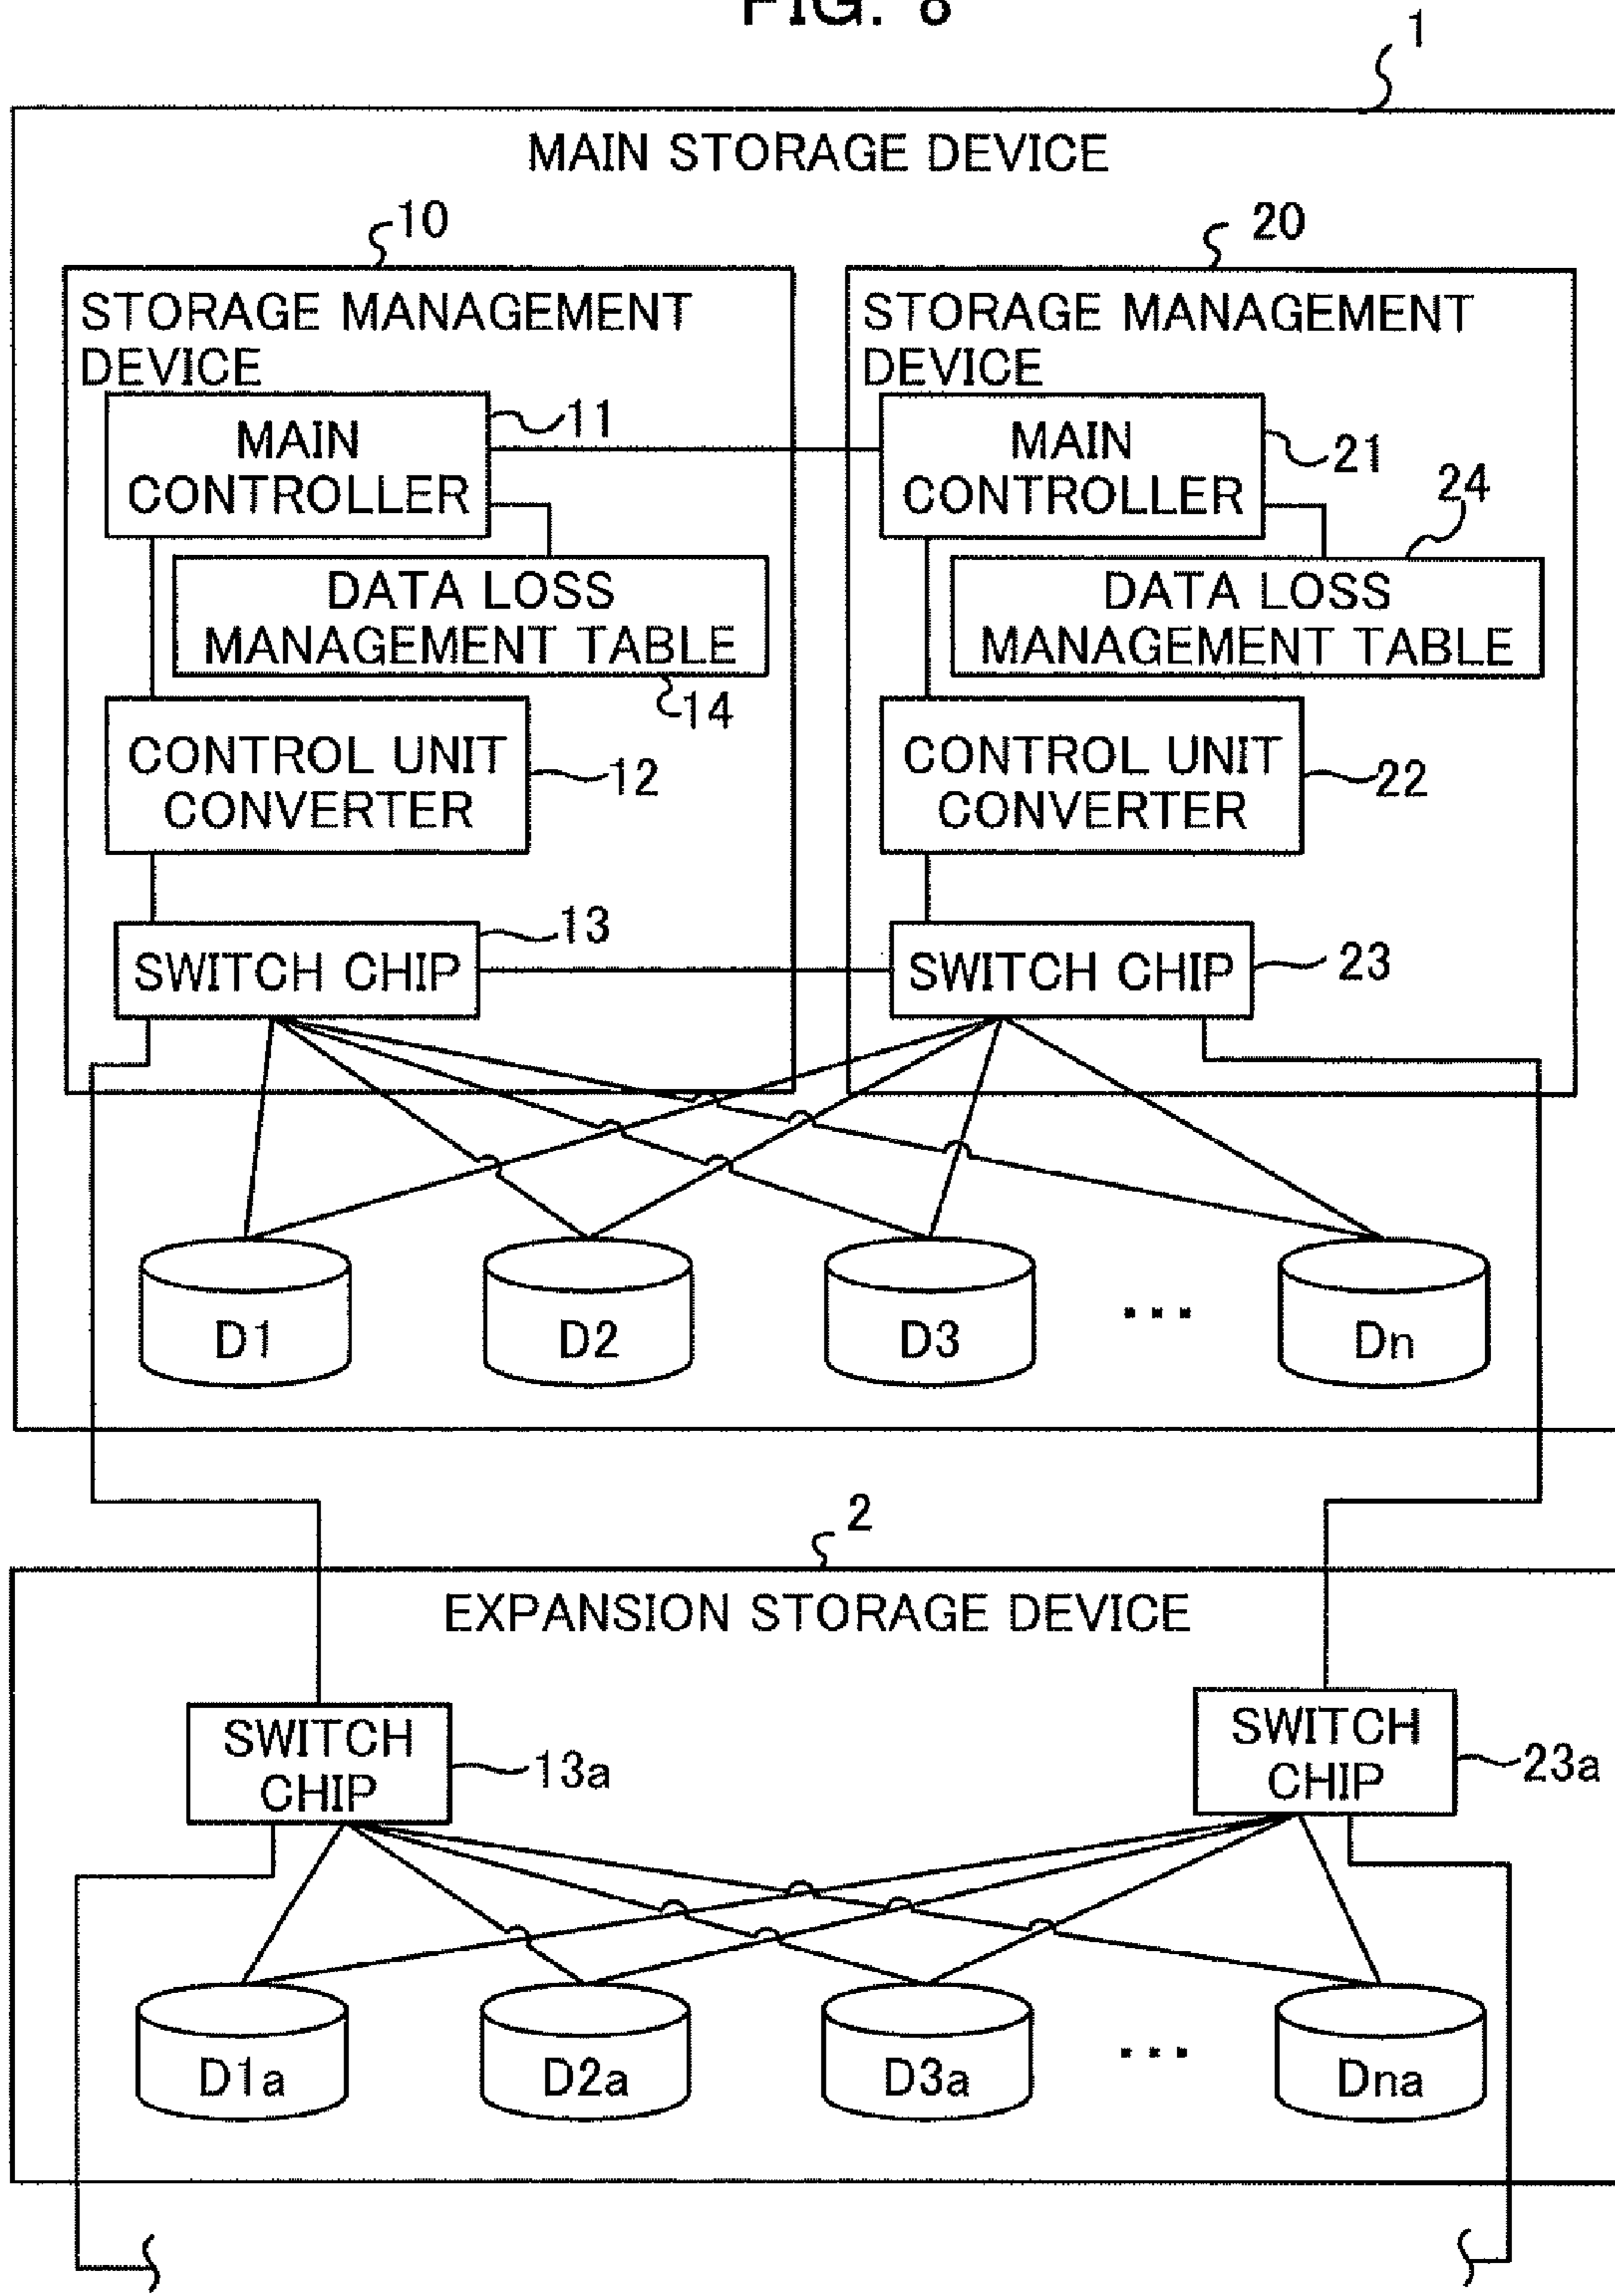 FIG. 8
1
MAIN STORAGE DEVICE
10
20
STORAGE MANAGEMENT
DEVICE
STORAGE MANAGEMENT
DEVICE
MAIN
CONTROLLER
11
MAIN
CONTROLLER
21
24
DATA LOSS
MANAGEMENT TABLE
14
DATA LOSS
MANAGEMENT TABLE
CONTROL UNIT
CONVERTER
12
CONTROL UNIT
CONVERTER
22
SWITCH CHIP
13
SWITCH CHIP
23
D1
D2
D3
...
Dn
2
EXPANSION STORAGE DEVICE
SWITCH
CHIP
13a
SWITCH
CHIP
23a
D1a
D2a
D3a
...
Dna